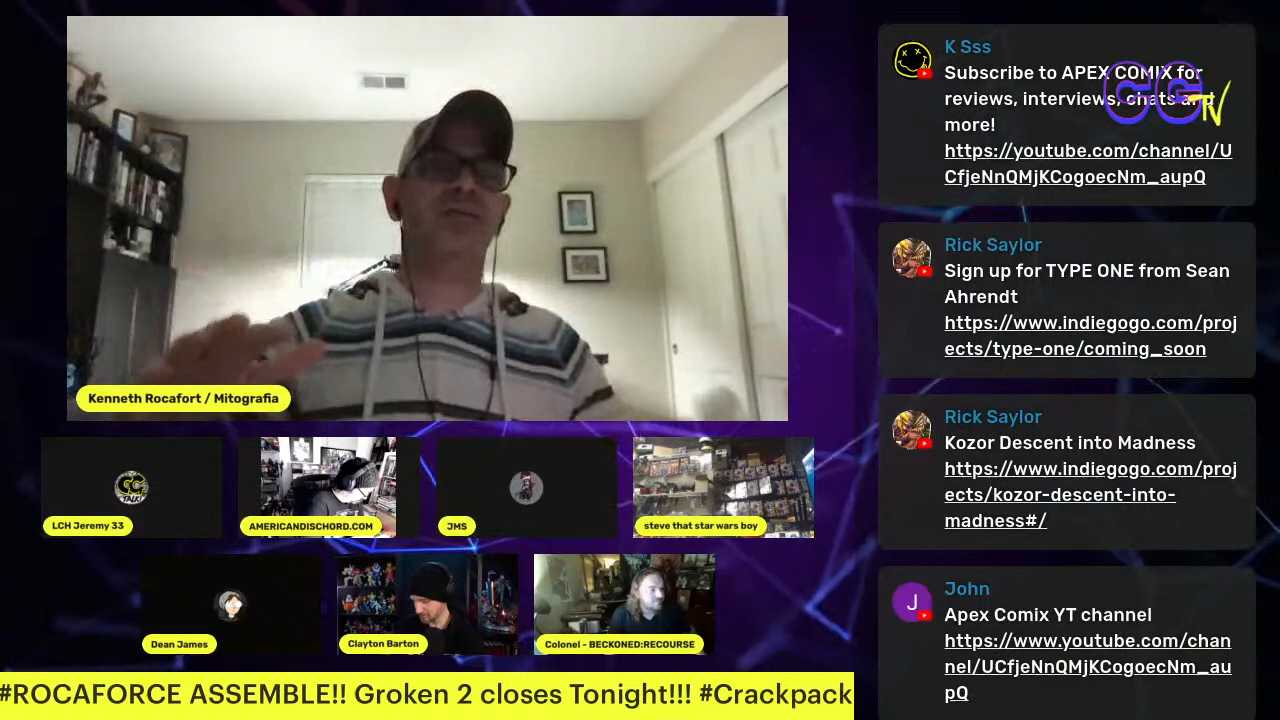 K Sss
Subscribe to APEX COMIX for
reviews, interviews, chats and
more!
https://youtube.com/channel/U
CfjeNnQMjKCogoecNm_aupQ
CG TV
Rick Saylor
Sign up for TYPE ONE from Sean
Ahrendt
https://www.indiegogo.com/proj
ects/type-one/coming_soon
Rick Saylor
Kozor Descent into Madness
https://www.indiegogo.com/proj
ects/kozor-descent-into-
madness#/
J
John
Apex Comix YT channel
https://www.youtube.com/chan
nel/UCfjeNnQMjKCogoecNm_au
pQ
Kenneth Rocafort / Mitografia
LCH Jeremy 33
AMERICANDISCHORD.COM
JMS
steve that star wars boy
Dean James
Clayton Barton
Colonel - BECKONED:RECOURSE
#ROCAFORCE ASSEMBLE!! Groken 2 closes Tonight!!! #Crackpack